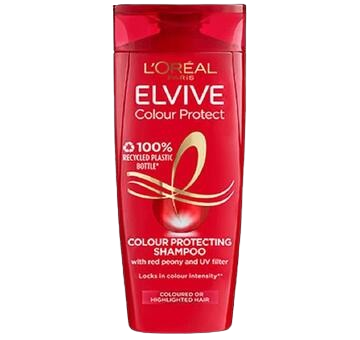 L'ORÉAL
PARIS
ELVIVE
Colour Protect
100%
RECYCLED PLASTIC
BOTTLE*
COLOUR PROTECTING
SHAMPOO
with red peony and UV filter
Locks in colour intensity**
COLOURED OR
HIGHLIGHTED HAIR